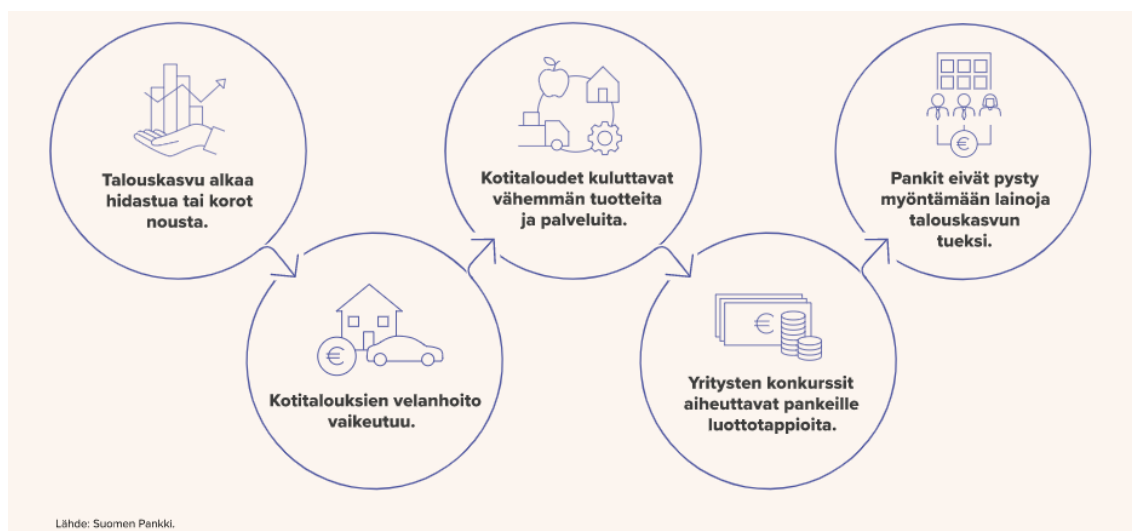 Talouskasvu alkaa
hidastua tai korot
nousta.
Kotitalouksien velanhoito
vaikeutuu.
Kotitaloudet kuluttavat
vähemmän tuotteita
ja palveluita.
Yritysten konkurssit
aiheuttavat pankeille
luottotappioita.
Pankit eivät pysty
myöntämään lainoja
talouskasvun
tueksi.
Lähde: Suomen Pankki.